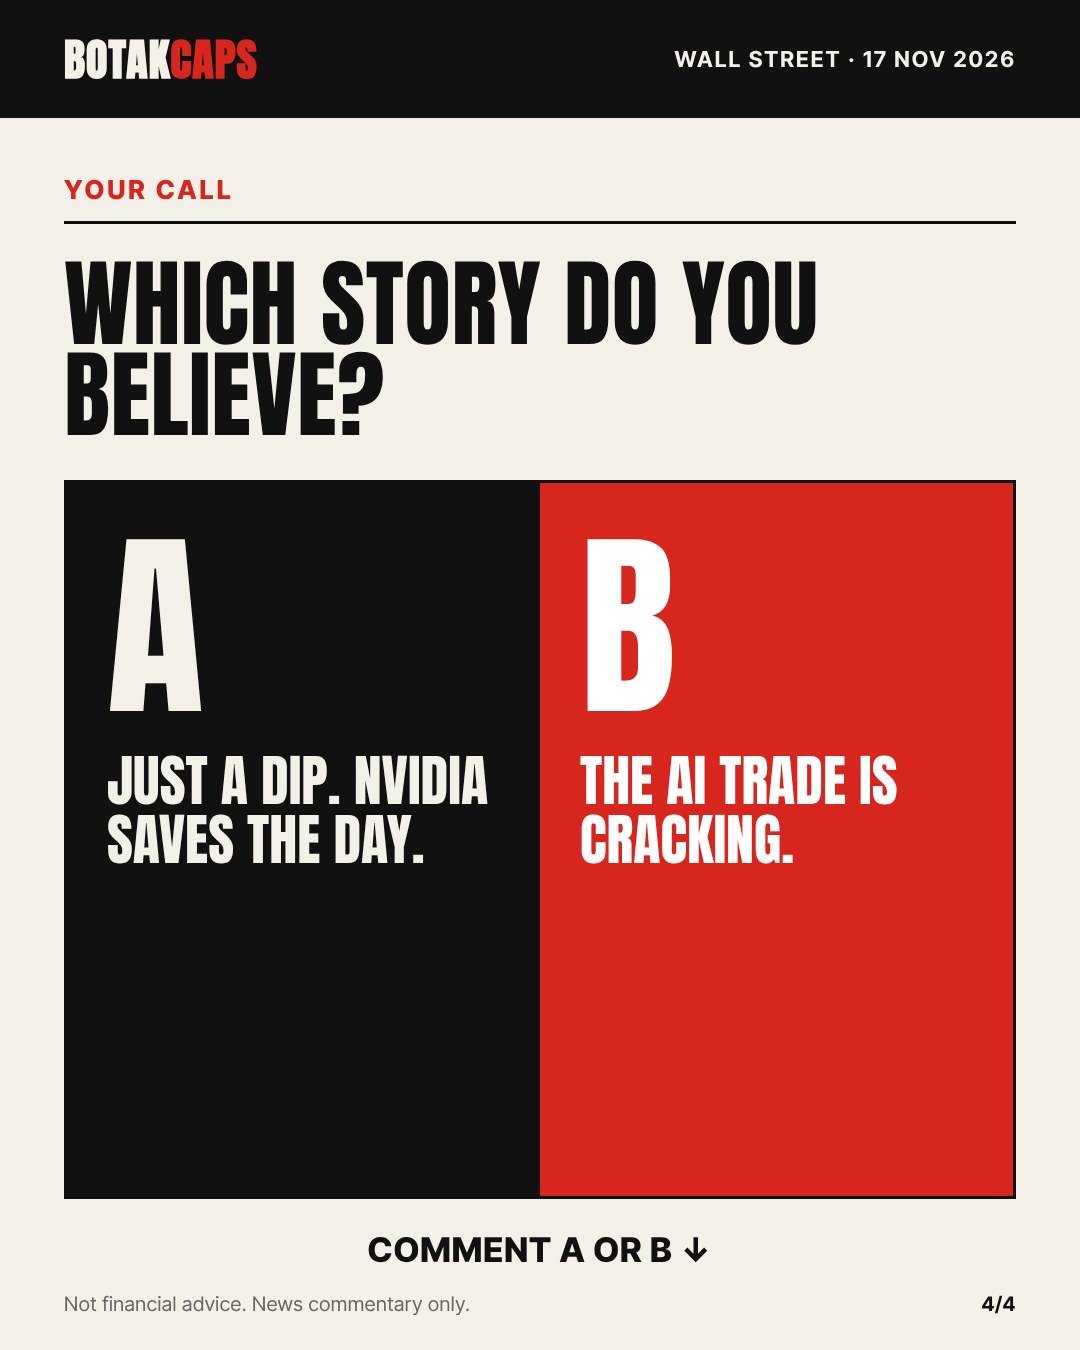 BOTAKCAPS
WALL STREET · 17 NOV 2026
YOUR CALL
WHICH STORY DO YOU
BELIEVE?
A
JUST A DIP. NVIDIA
SAVES THE DAY.
B
THE AI TRADE IS
CRACKING.
COMMENT A OR B ↓
Not financial advice. News commentary only.
4/4